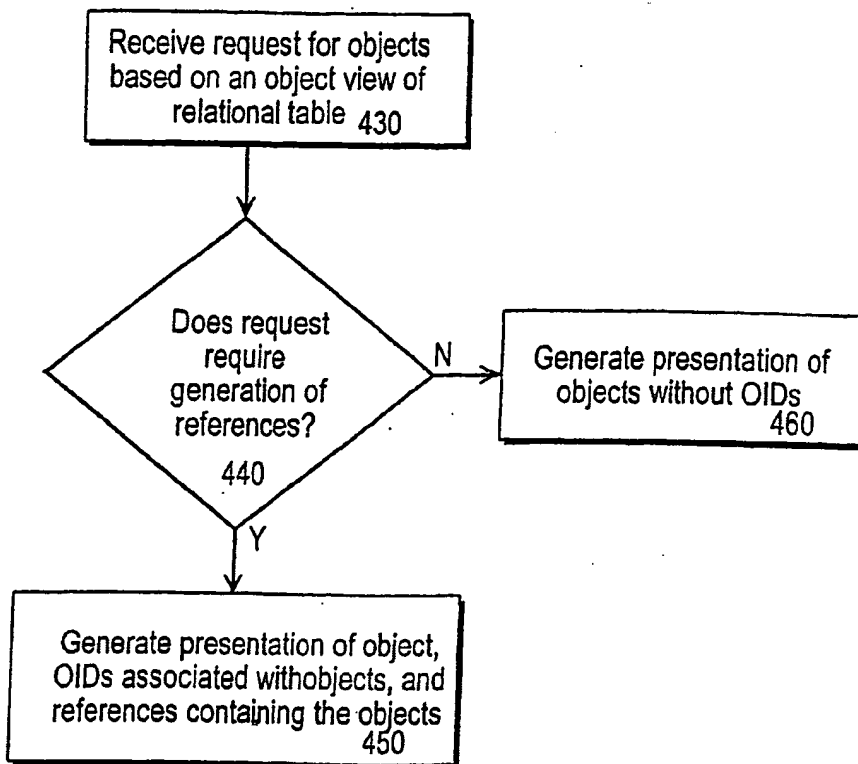 Receive request for objects
based on an object view of
relational table 430
Does request
require
generation of
references?
440
N
Generate presentation of
objects without OIDs
460
Y
Generate presentation of object,
OIDs associated withobjects, and
references containing the objects
450